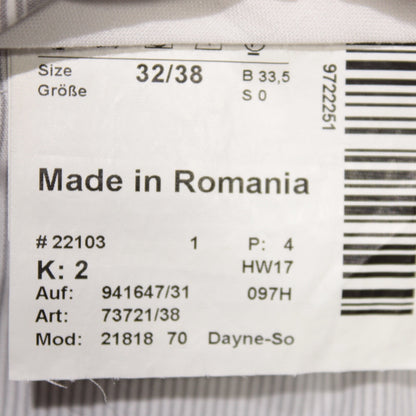 Size 32/38 B 33,5
Größe S 0
9722251
Made in Romania
# 22103 1 P: 4
K: 2 HW17
Auf: 941647/31 097H
Art: 73721/38
Mod: 21818 70 Dayne-So